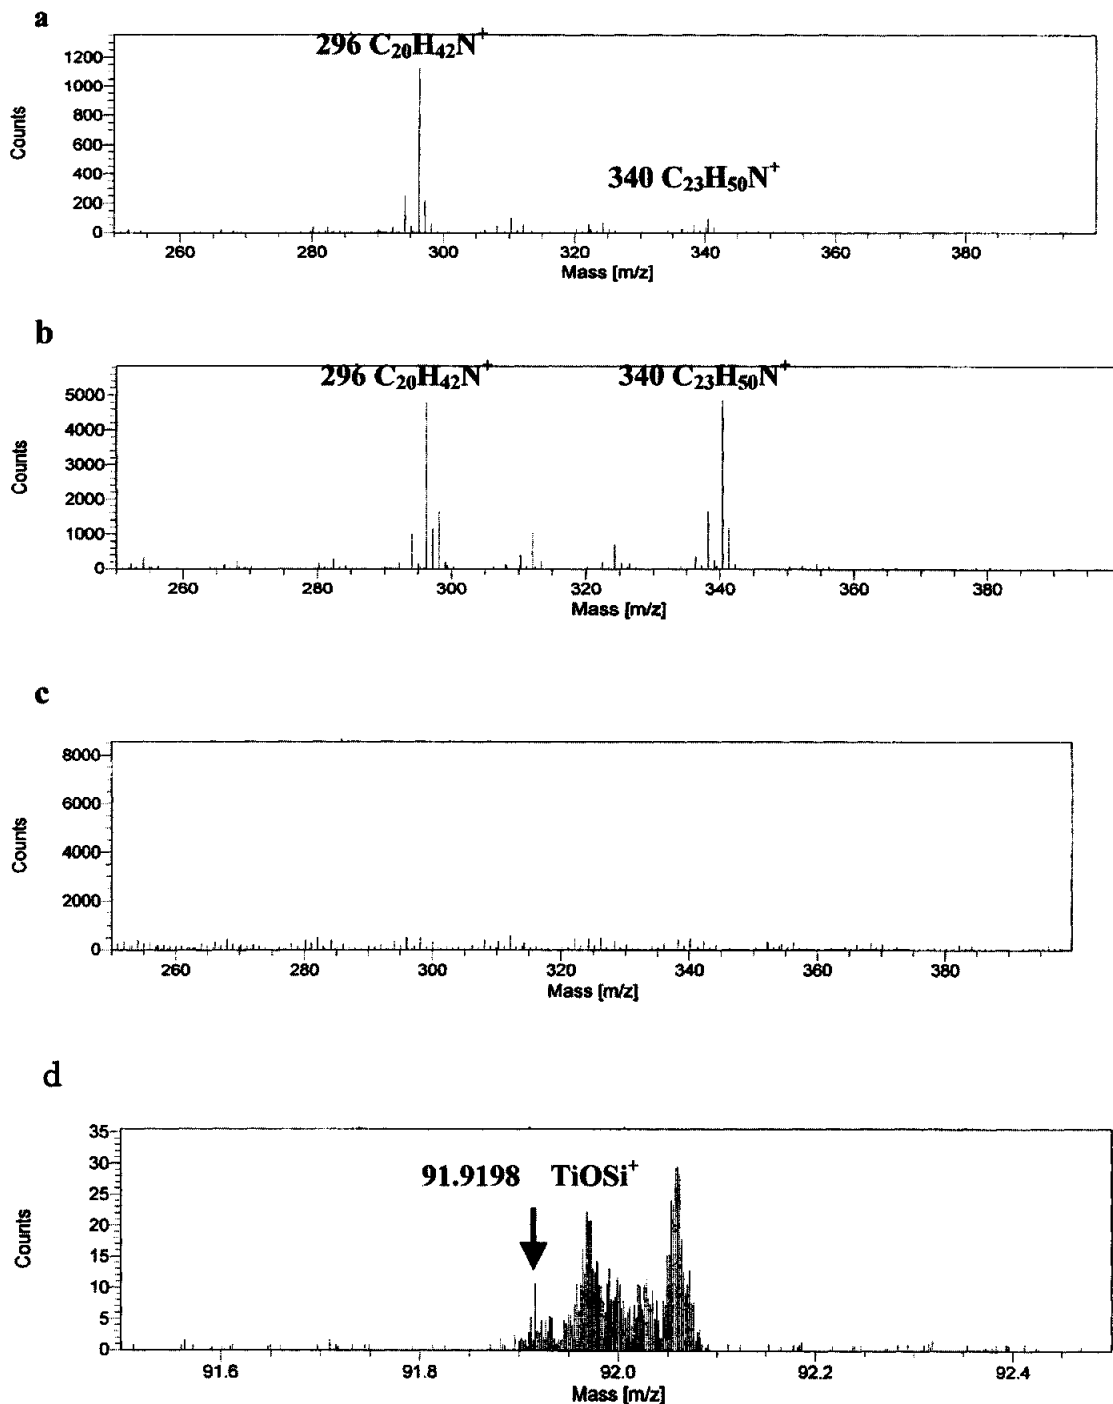 a
296 C₂₀H₄₂N⁺
340 C₂₃H₅₀N⁺
1200
1000
800
600
400
200
0
Counts
260 280 300 320 340 360 380
Mass [m/z]
b
296 C₂₀H₄₂N⁺ 340 C₂₃H₅₀N⁺
5000
4000
3000
2000
1000
0
Counts
260 280 300 320 340 360 380
Mass [m/z]
c
8000
6000
4000
2000
0
Counts
260 280 300 320 340 360 380
Mass [m/z]
d
35
30
25
20
15
10
5
0
Counts
91.9198 TiOSi⁺
91.6 91.8 92.0 92.2 92.4
Mass [m/z]